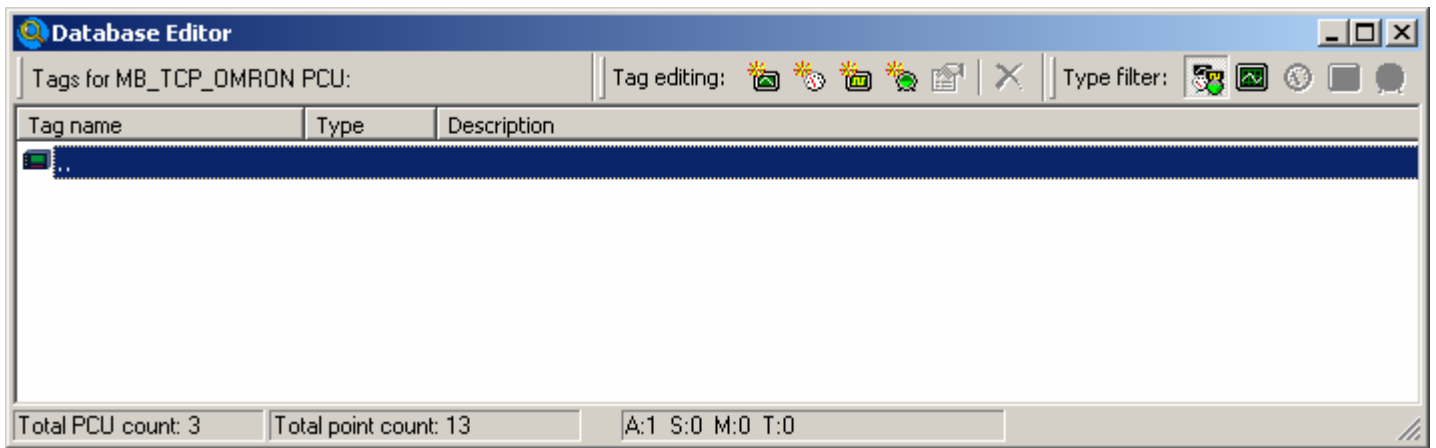 Database Editor
Tags for MB_TCP_OMRON PCU: Tag editing: Type filter:
Tag name Type Description
..
Total PCU count: 3 Total point count: 13 A:1 S:0 M:0 T:0